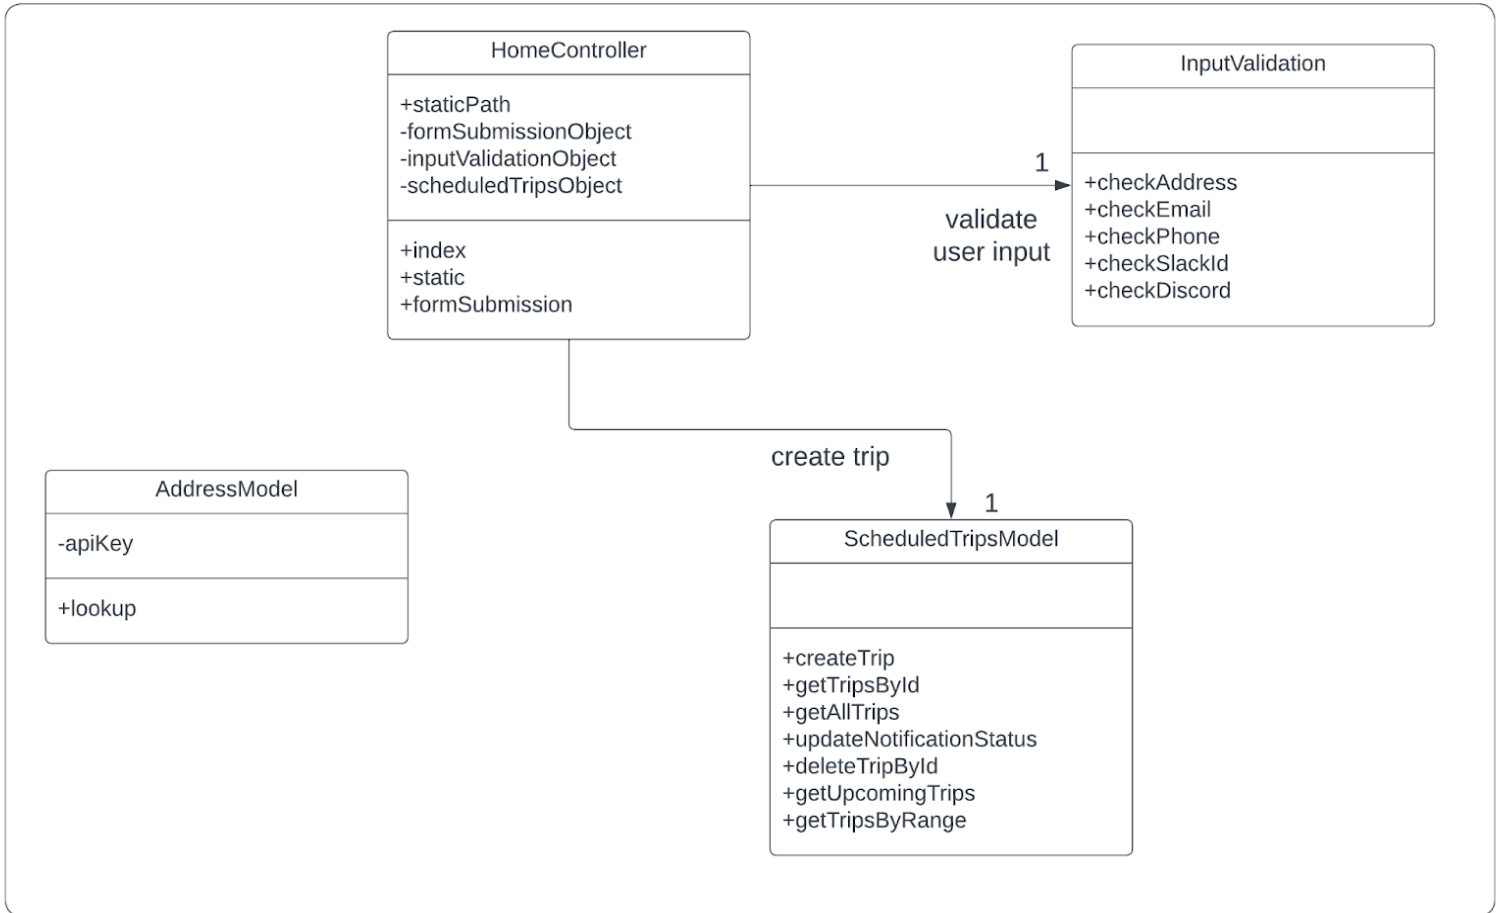 HomeController
+staticPath
-formSubmissionObject
-inputValidationObject
-scheduledTripsObject
+index
+static
+formSubmission
1
validate
user input
InputValidation
+checkAddress
+checkEmail
+checkPhone
+checkSlackId
+checkDiscord
create trip
1
AddressModel
-apiKey
+lookup
ScheduledTripsModel
+createTrip
+getTripsById
+getAllTrips
+updateNotificationStatus
+deleteTripById
+getUpcomingTrips
+getTripsByRange